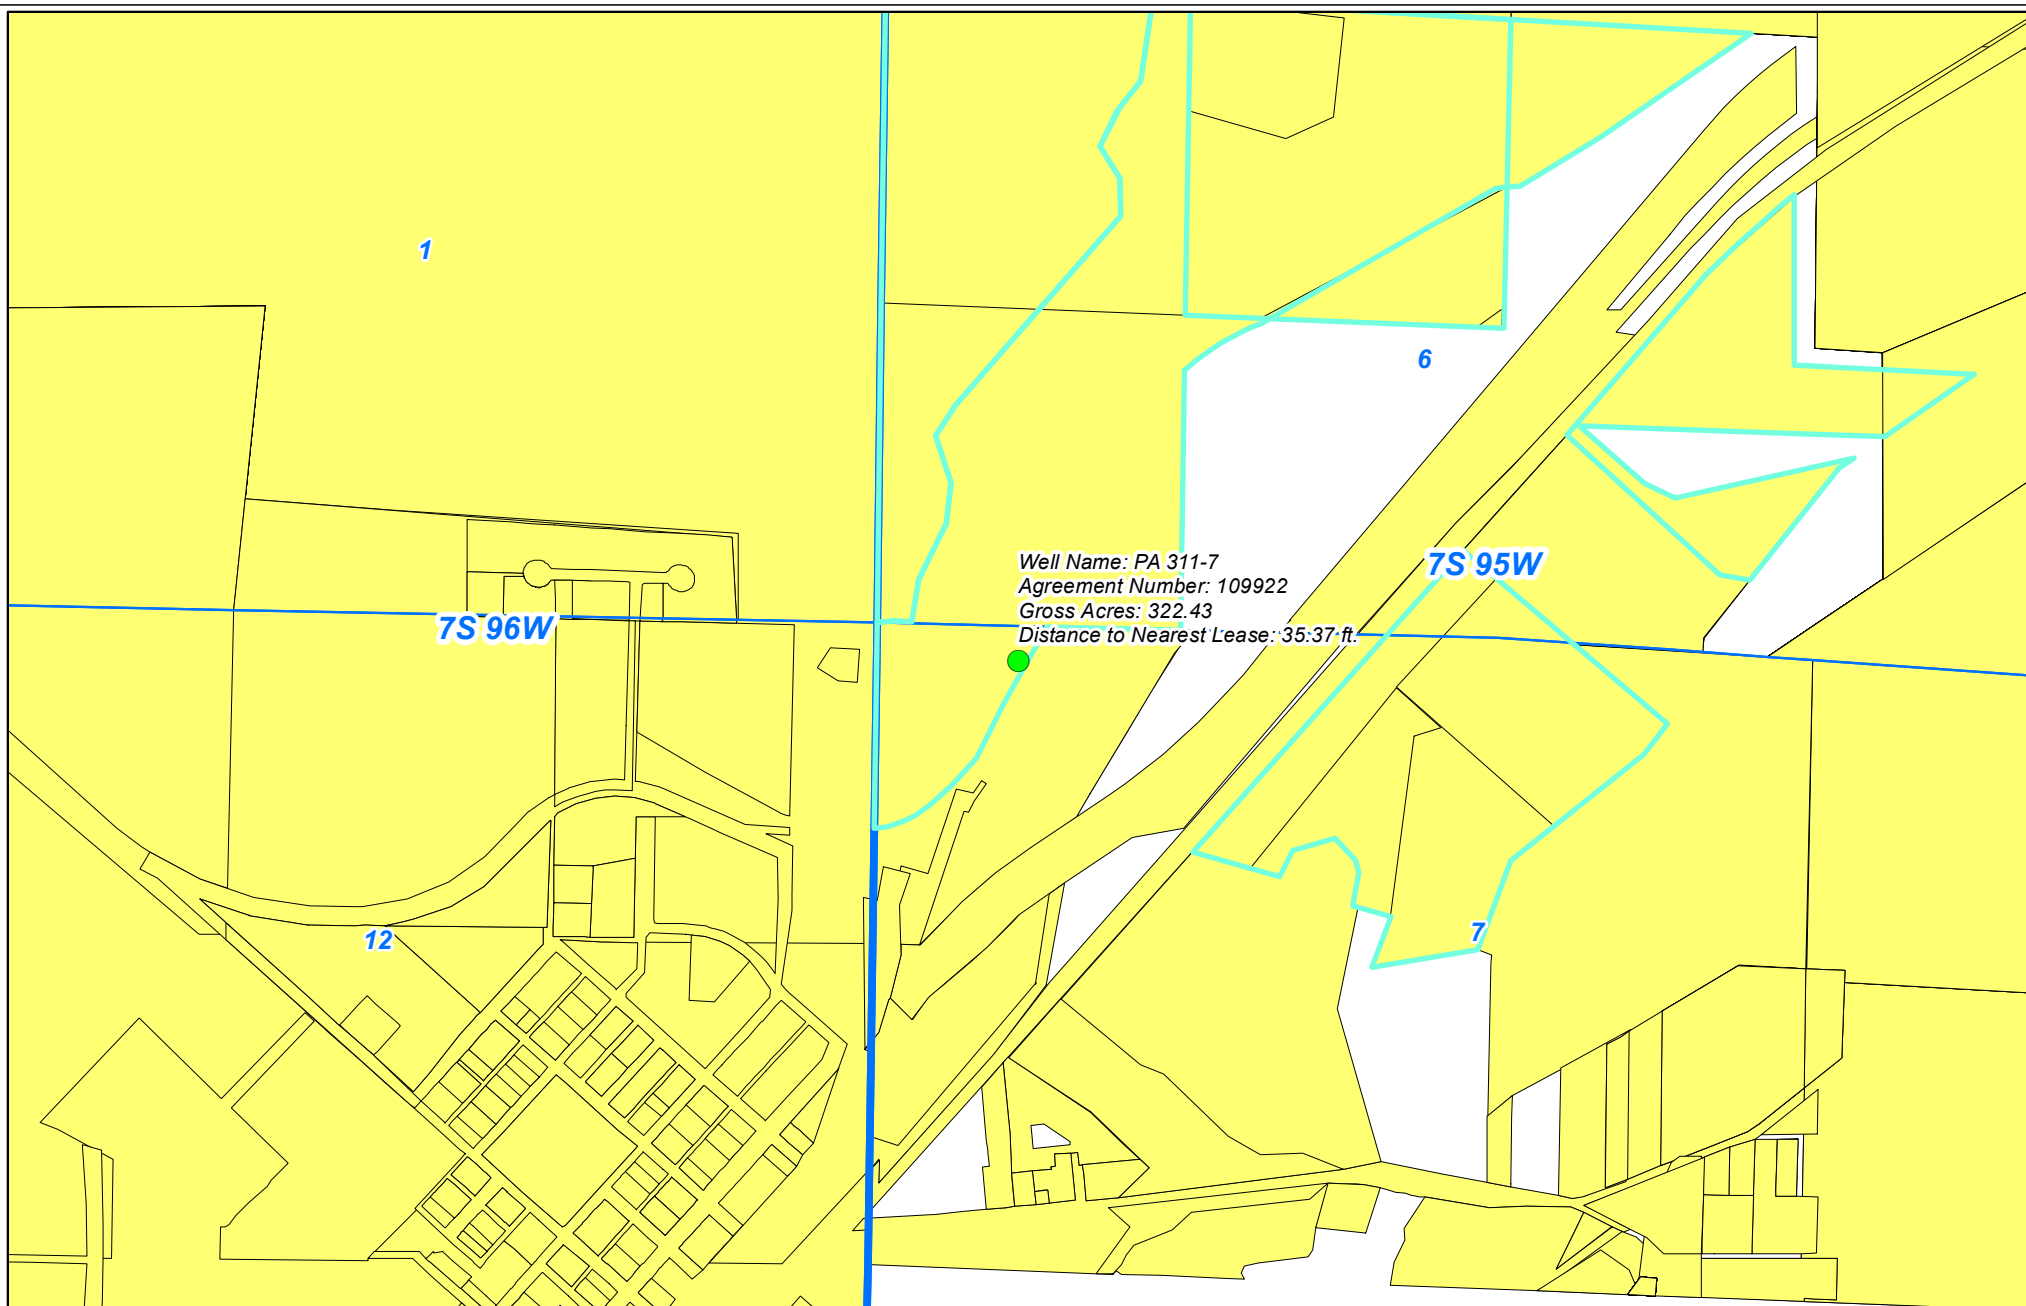 1
6
Well Name: PA 311-7
Agreement Number: 109922
Gross Acres: 322.43
Distance to Nearest Lease: 35.37 ft.
7S 95W
7S 96W
12
7